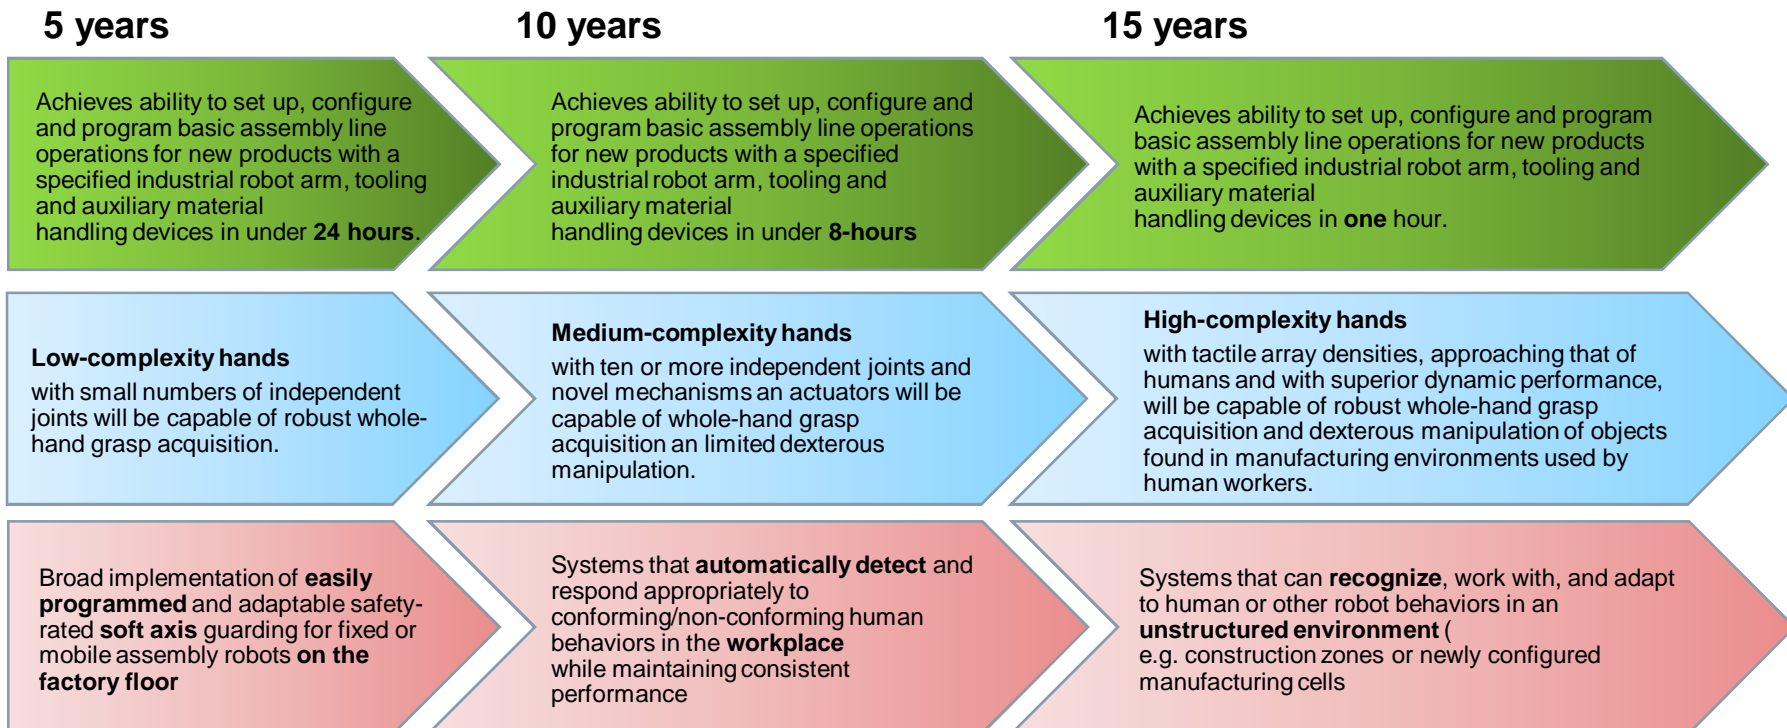 5 years
10 years
15 years
Achieves ability to set up, configure
and program basic assembly line
operations for new products with a
specified industrial robot arm, tooling
and auxiliary material
handling devices in under 24 hours.
Achieves ability to set up, configure and
program basic assembly line operations
for new products with a specified
industrial robot arm, tooling and
auxiliary material
handling devices in under 8-hours
Achieves ability to set up, configure and program
basic assembly line operations for new products
with a specified industrial robot arm, tooling and
auxiliary material
handling devices in one hour.
Low-complexity hands
with small numbers of independent
joints will be capable of robust whole-
hand grasp acquisition.
Medium-complexity hands
with ten or more independent joints and
novel mechanisms an actuators will be
capable of whole-hand grasp
acquisition an limited dexterous
manipulation.
High-complexity hands
with tactile array densities, approaching that of
humans and with superior dynamic performance,
will be capable of robust whole-hand grasp
acquisition and dexterous manipulation of objects
found in manufacturing environments used by
human workers.
Broad implementation of easily
programmed and adaptable safety-
rated soft axis guarding for fixed or
mobile assembly robots on the
factory floor
Systems that automatically detect and
respond appropriately to
conforming/non-conforming human
behaviors in the workplace
while maintaining consistent
performance
Systems that can recognize, work with, and adapt
to human or other robot behaviors in an
unstructured environment (
e.g. construction zones or newly configured
manufacturing cells